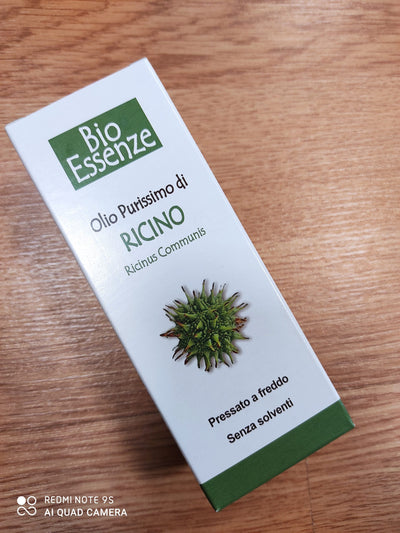 Bio
Essenze
Olio Purissimo di
RICINO
Ricinus Communis
Pressato a freddo
Senza solventi
REDMI NOTE 9S
AI QUAD CAMERA